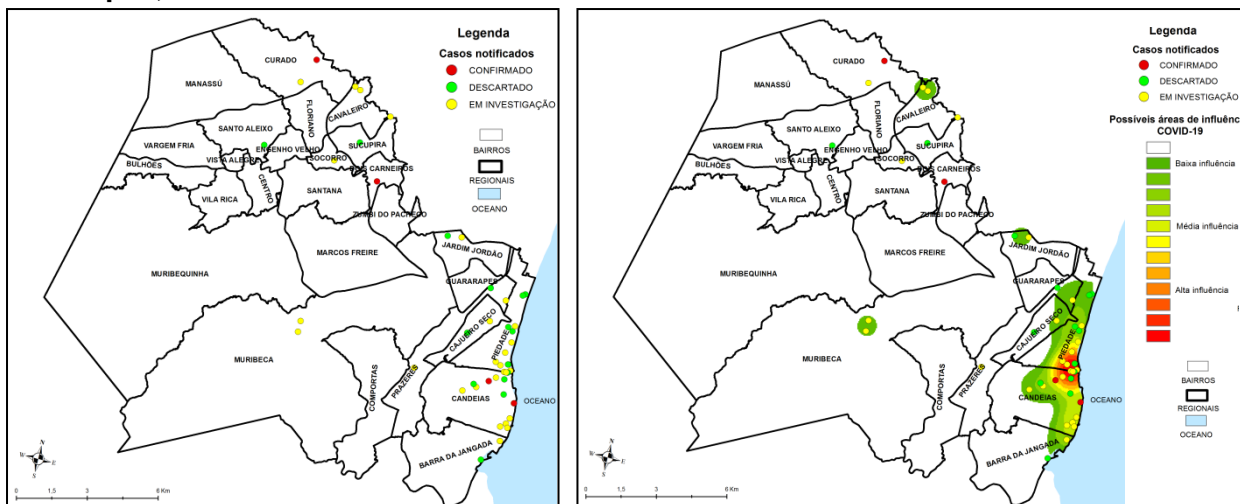 Legenda
Casos notificados
CONFIRMADO
DESCARTADO
EM INVESTIGAÇÃO
BAIRROS
REGIONAIS
OCEANO
CURADO
MANASSÚ
FLORIANO
CAVALEIRO
SANTO ALEIXO
VARGEM FRIA
ENGENHO VELHO
SUCUPIRA
VISTA ALEGRE
SOCORRO
BULHÕES
CARNEIROS
CENTRO
VILA RICA
SANTANA
ZUMBI DO PACHECO
MARCOS FREIRE
JARDIM JORDÃO
MURIBEQUINHA
GUARARAPES
CAJUEIRO SECO
PIEDADE
MURIBECA
COMPORTAS
PRAZERES
CANDEIAS
OCEANO
BARRA DA JANGADA
N
W E
S
0 1,5 3 6 Km
Legenda
Casos notificados
CONFIRMADO
DESCARTADO
EM INVESTIGAÇÃO
Possíveis áreas de influênc
COVID-19
Baixa influência
Média influência
Alta influência
BAIRROS
REGIONAIS
OCEANO
CURADO
MANASSÚ
FLORIANO
CAVALEIRO
SANTO ALEIXO
VARGEM FRIA
ENGENHO VELHO
SUCUPIRA
VISTA ALEGRE
SOCORRO
BULHÕES
CARNEIROS
CENTRO
VILA RICA
SANTANA
ZUMBI DO PACHECO
MARCOS FREIRE
JARDIM JORDÃO
MURIBEQUINHA
GUARARAPES
CAJUEIRO SECO
PIEDADE
MURIBECA
COMPORTAS
PRAZERES
CANDEIAS
OCEANO
BARRA DA JANGADA
N
W E
S
0 1,5 3 6 Km